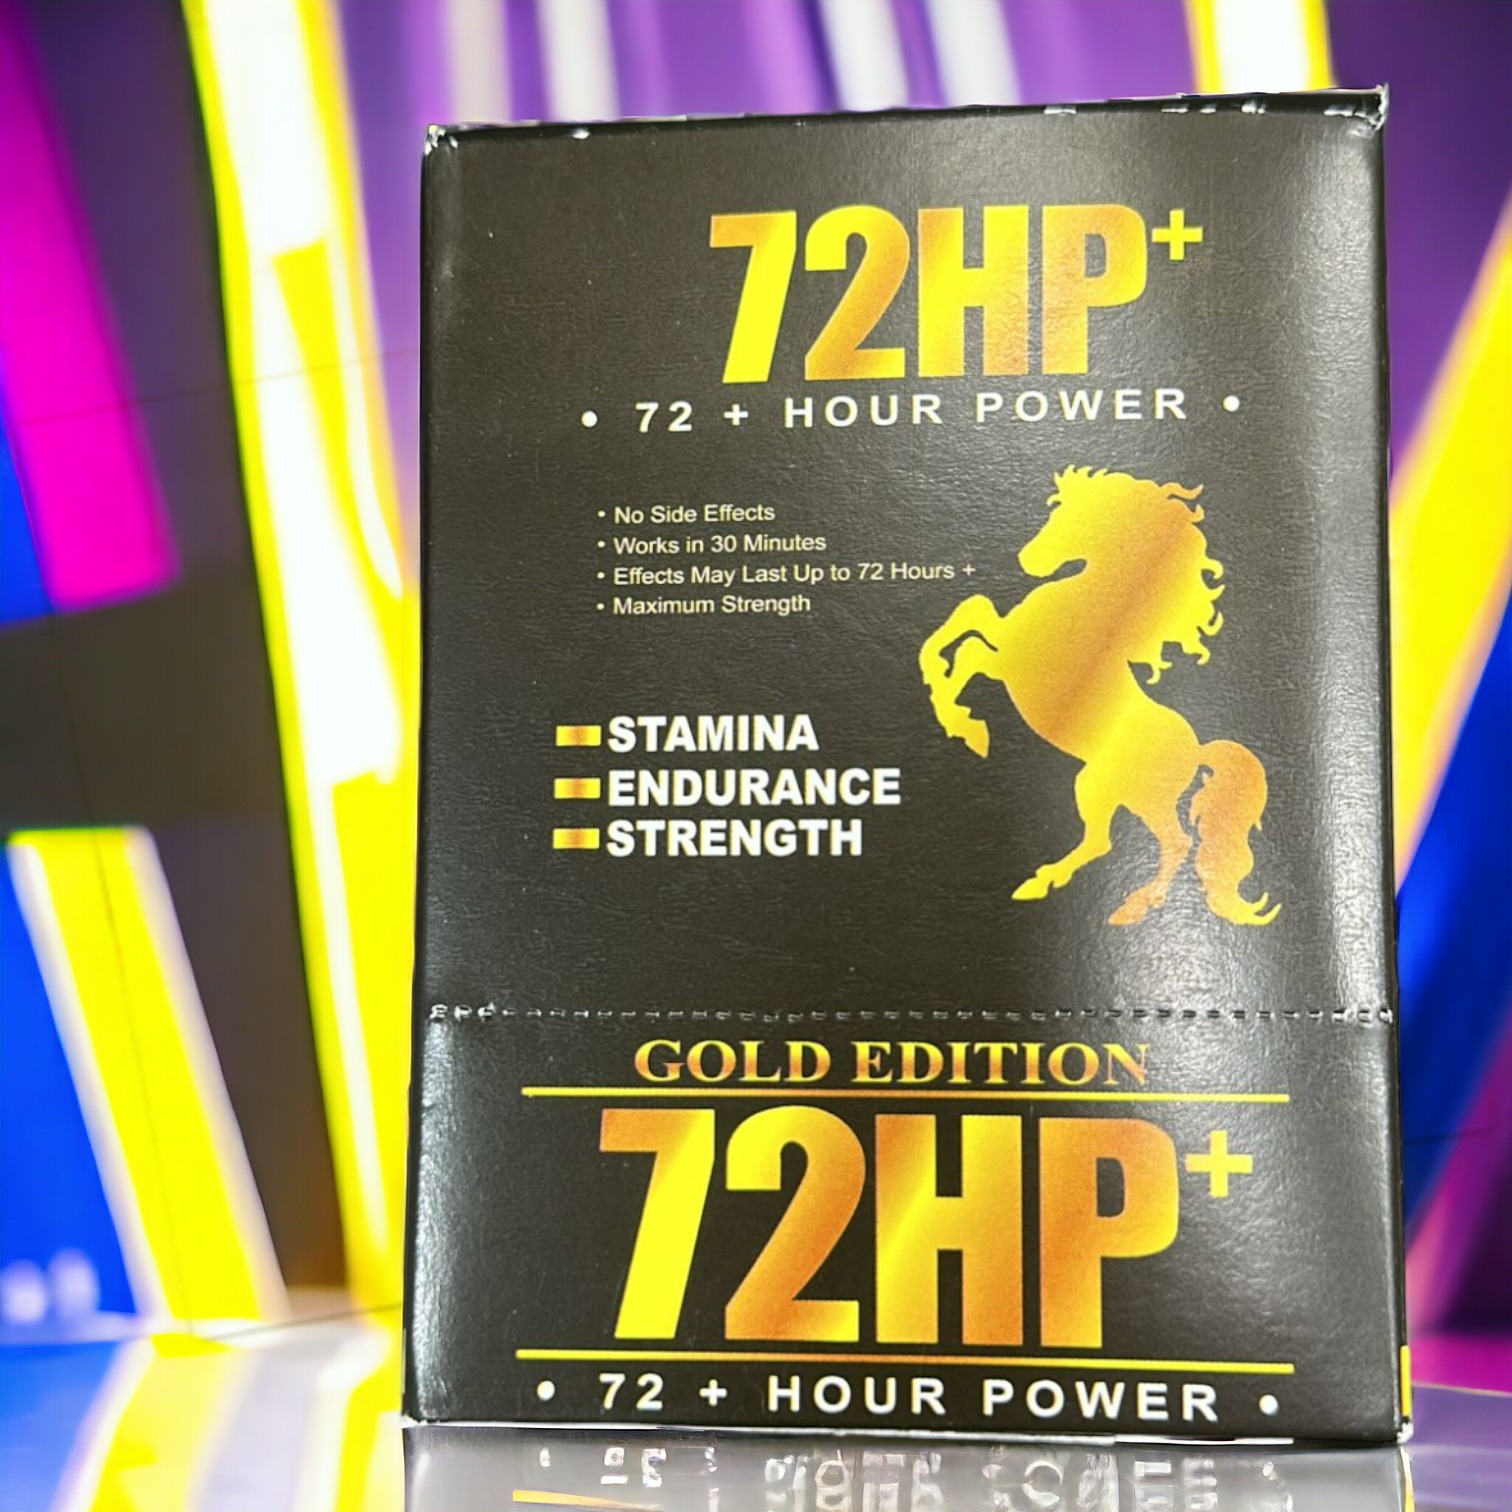 72HP+
• 72 + HOUR POWER •
• No Side Effects
• Works in 30 Minutes
• Effects May Last Up to 72 Hours +
• Maximum Strength
STAMINA
ENDURANCE
STRENGTH
GOLD EDITION
72HP+
• 72 + HOUR POWER •